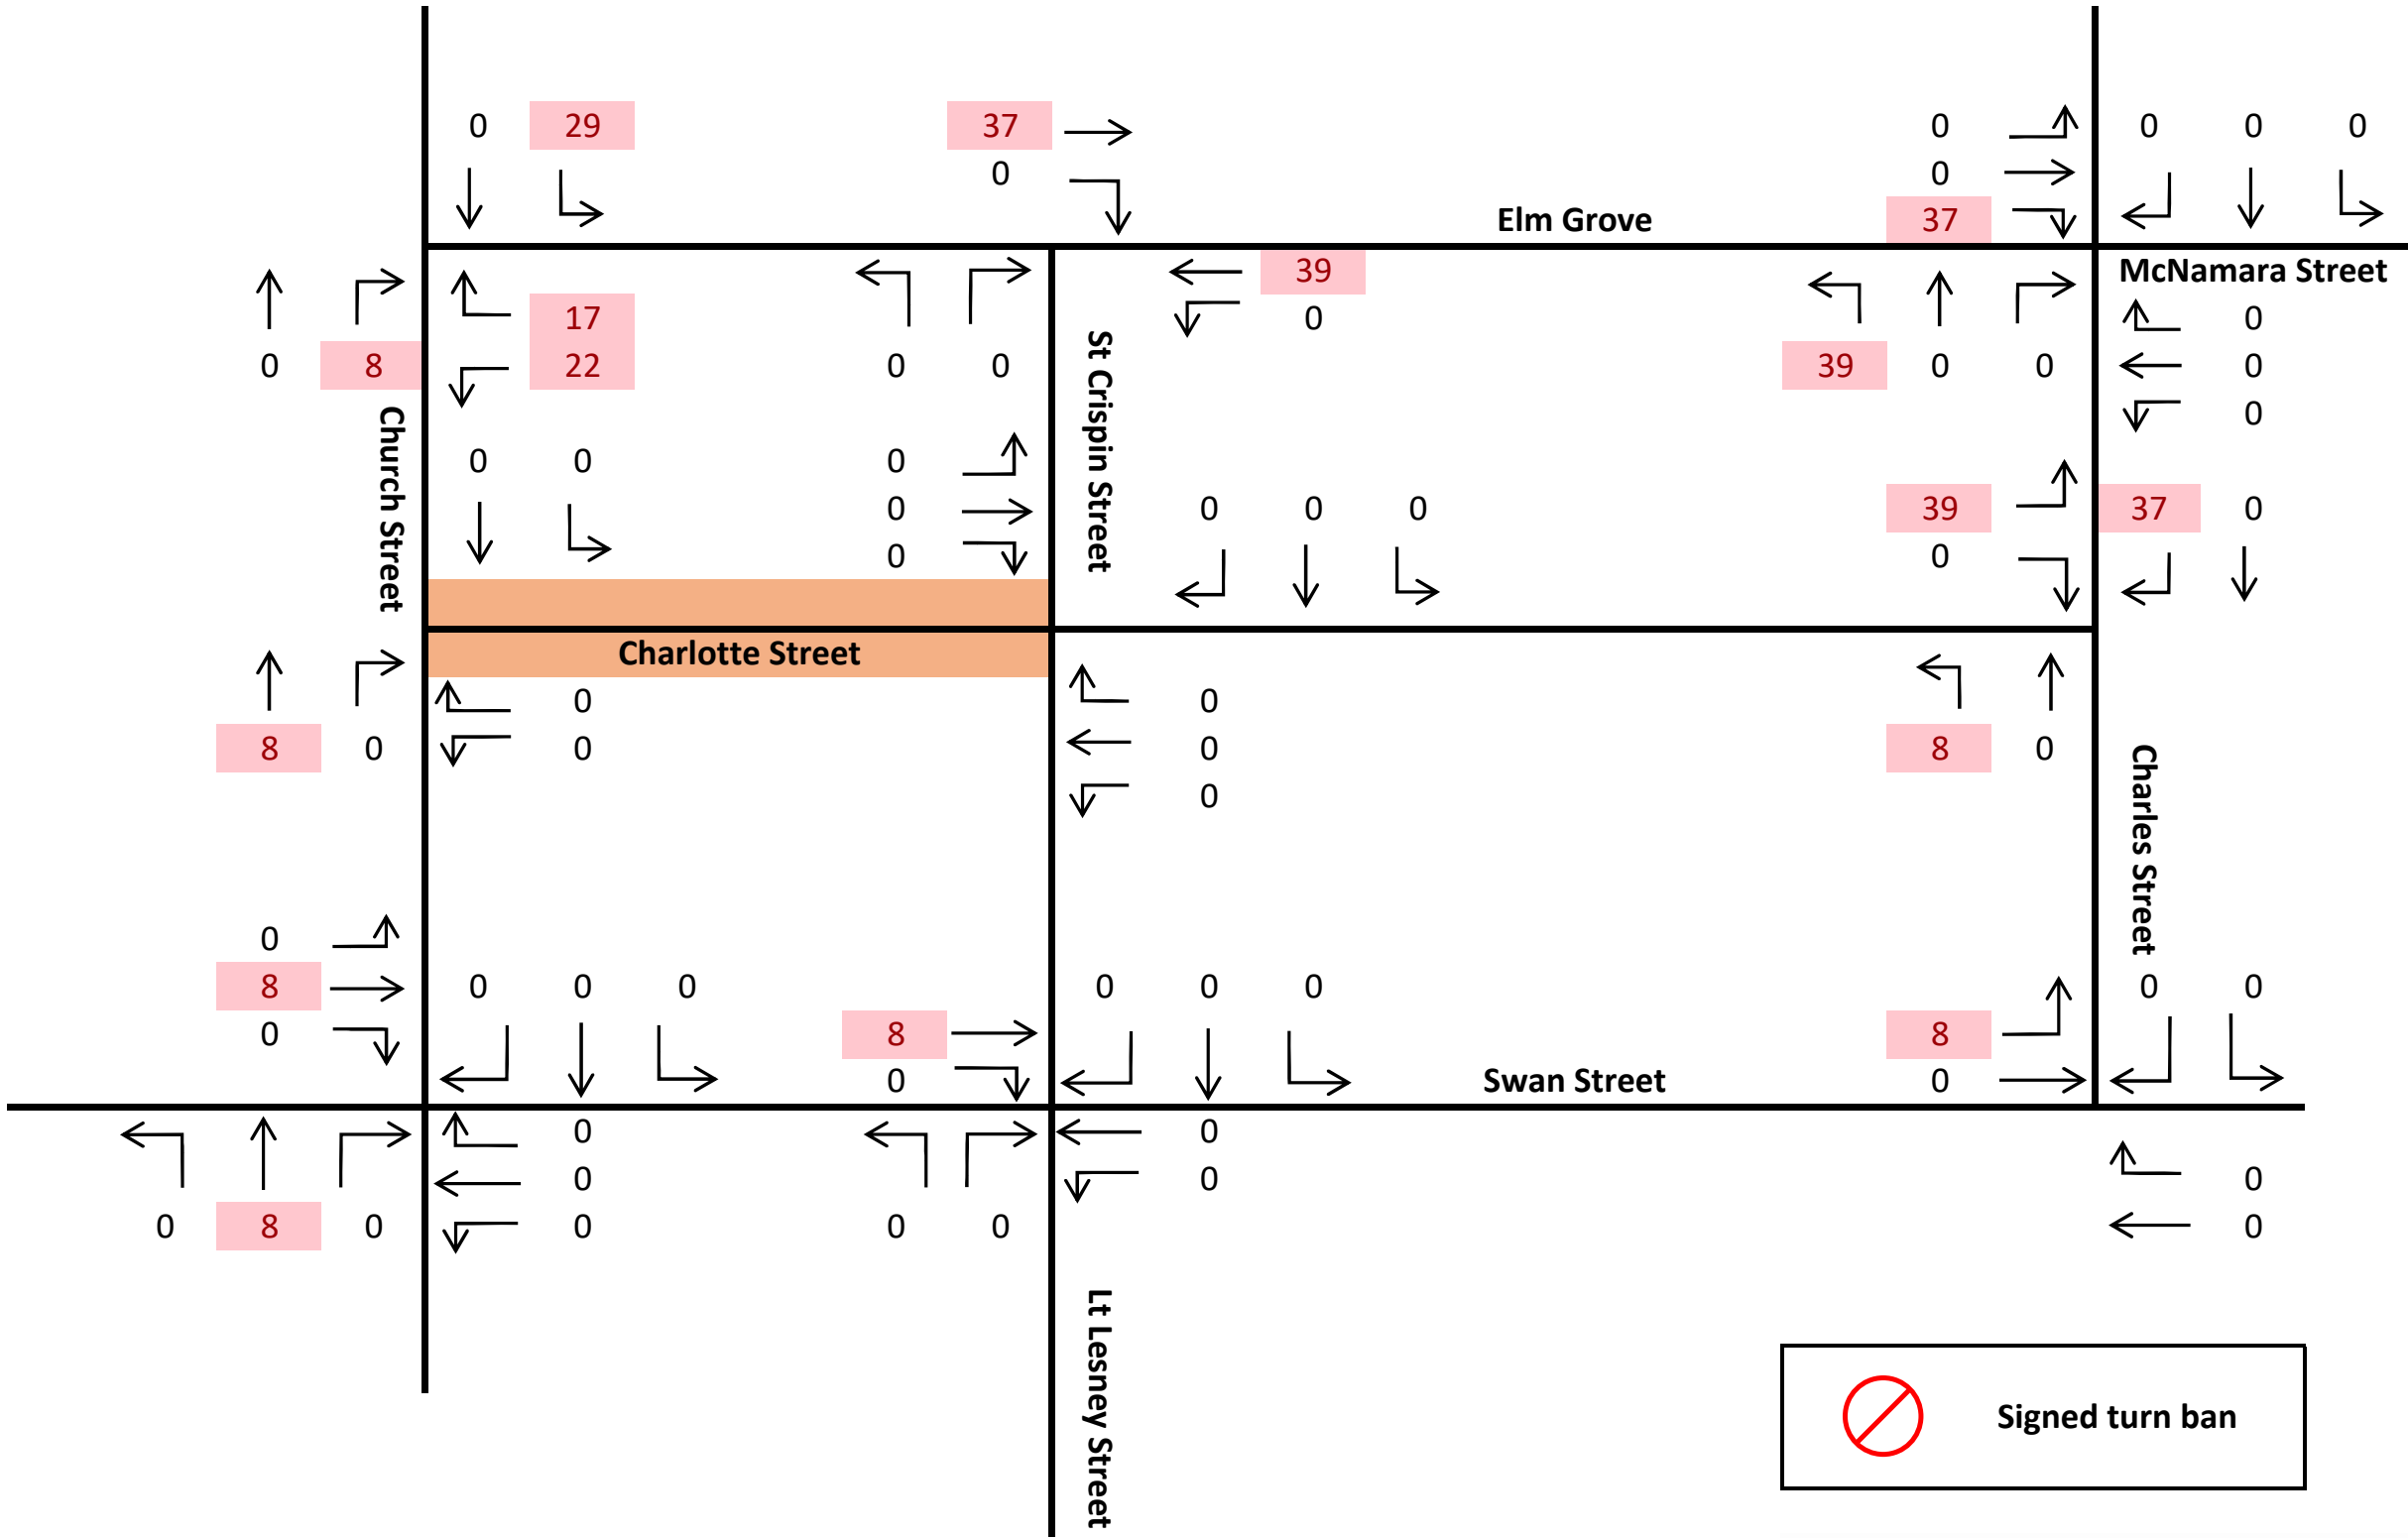 0 29 37 0 0 0 0
0 0
Elm Grove 37
39 McNamara Street
17 0 0
0 8 22 0 0 39 0 0 0
0
Church Street
St Crispin Street
0 0 0
0 0 0 0 39 37 0
0 0
Charlotte Street
0 0
8 0 0 0 8 0
0
Charles Street
0
8 0 0 0 0 0 0 0 0
0 8 8
0 Swan Street 0
0 0
0 0 0
0 8 0 0 0 0 0
Lt Lesney Street
Signed turn ban